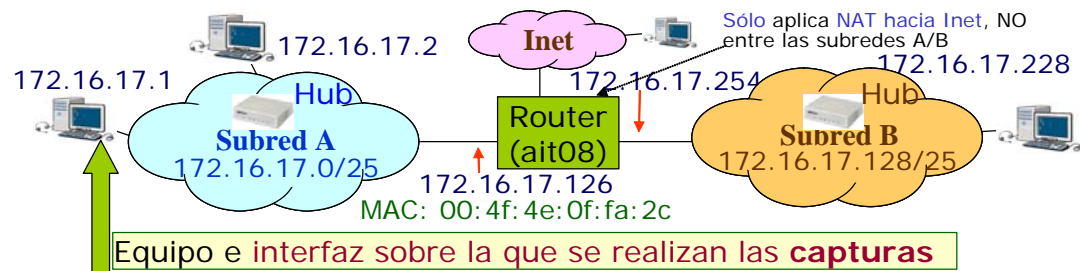 Sólo aplica NAT hacia Inet, NO
entre las subredes A/B
Inet
172.16.17.2
172.16.17.1
172.16.17.254
172.16.17.228
Hub
Hub
Router
(ait08)
Subred A
172.16.17.0/25
Subred B
172.16.17.128/25
172.16.17.126
MAC: 00:4f:4e:0f:fa:2c
Equipo e interfaz sobre la que se realizan las capturas